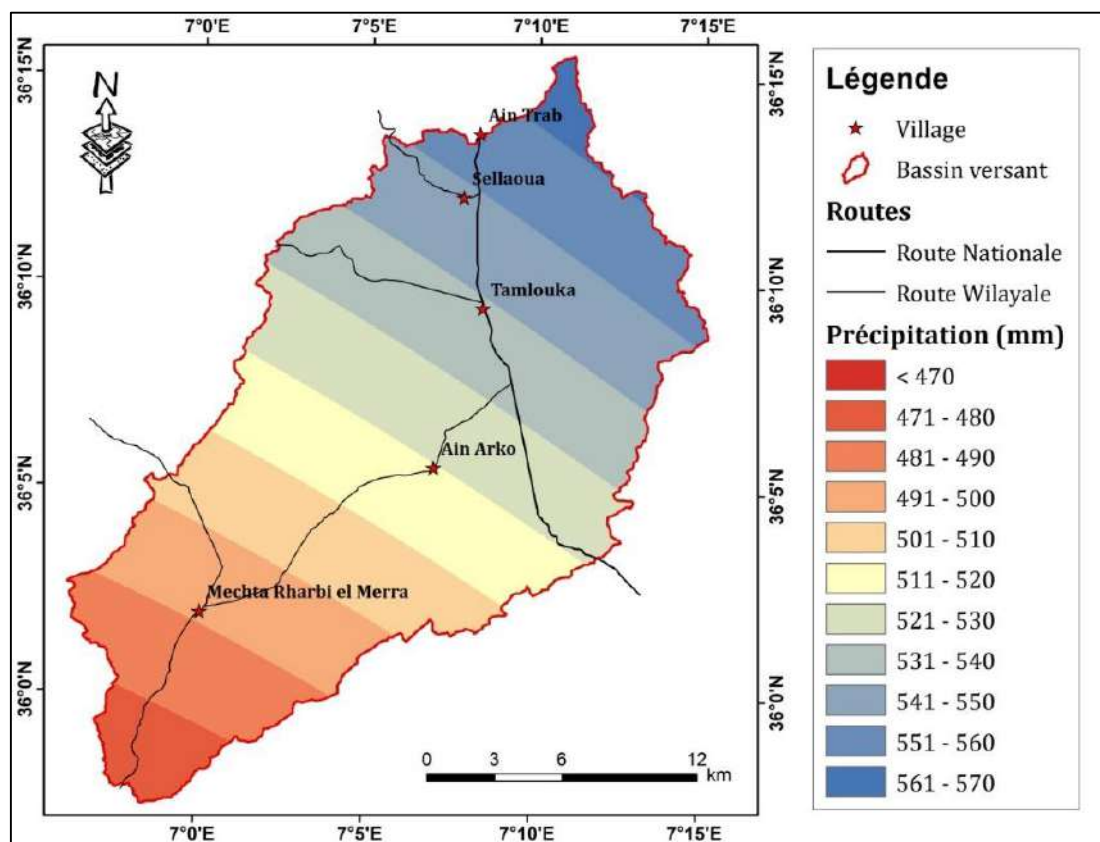 7°0'E 7°5'E 7°10'E 7°15'E
36°15'N
36°10'N
36°5'N
36°0'N
N
Ain Trab
Sellaoua
Tamlouka
Ain Arko
Mechta Rharbi el Merra
0 3 6 12
km
36°15'N
36°10'N
36°5'N
36°0'N
7°0'E 7°5'E 7°10'E 7°15'E
Légende
Village
Bassin versant
Routes
Route Nationale
Route Wilayale
Précipitation (mm)
< 470
471 - 480
481 - 490
491 - 500
501 - 510
511 - 520
521 - 530
531 - 540
541 - 550
551 - 560
561 - 570